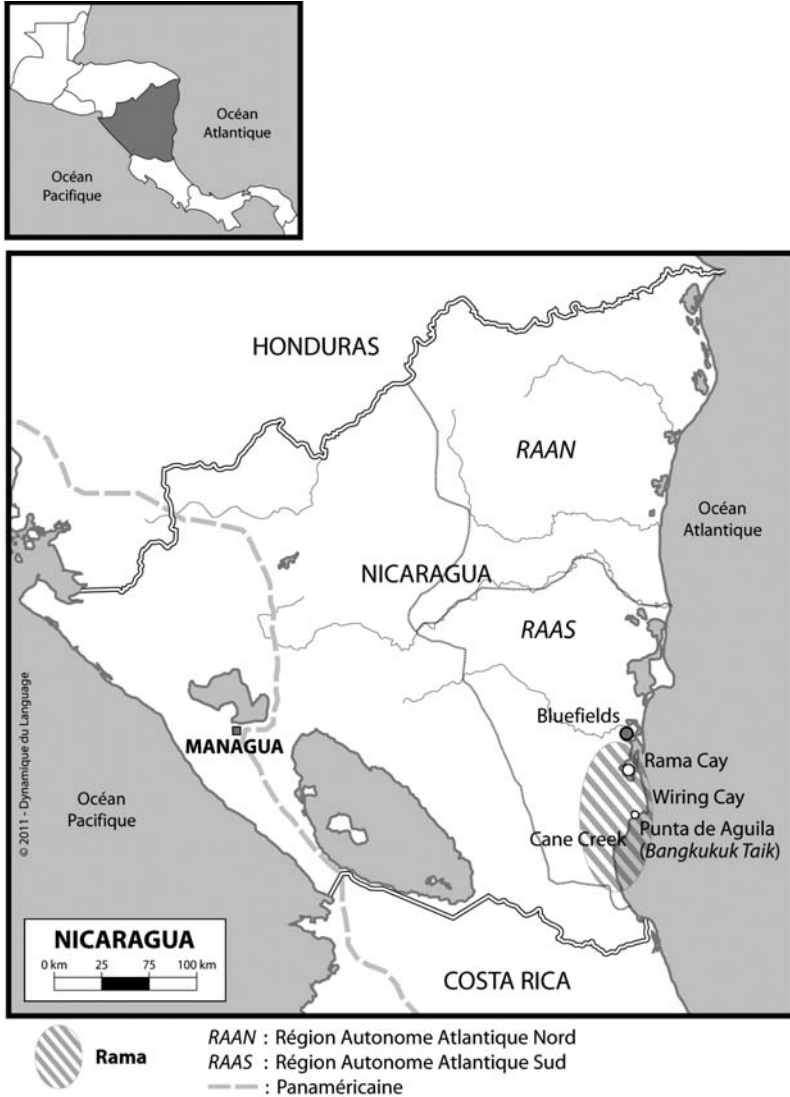 Océan
Atlantique
Océan
Pacifique
HONDURAS
RAAN
Océan
Atlantique
NICARAGUA
RAAS
Bluefields
MANAGUA
Rama Cay
Océan
Pacifique
Wiring Cay
Cane Creek
Punta de Aguila
(Bangkukuk Taik)
© 2011 - Dynamique du Language
NICARAGUA
0 km 25 75 100 km
COSTA RICA
Rama
RAAN : Région Autonome Atlantique Nord
RAAS : Région Autonome Atlantique Sud
: Panaméricaine